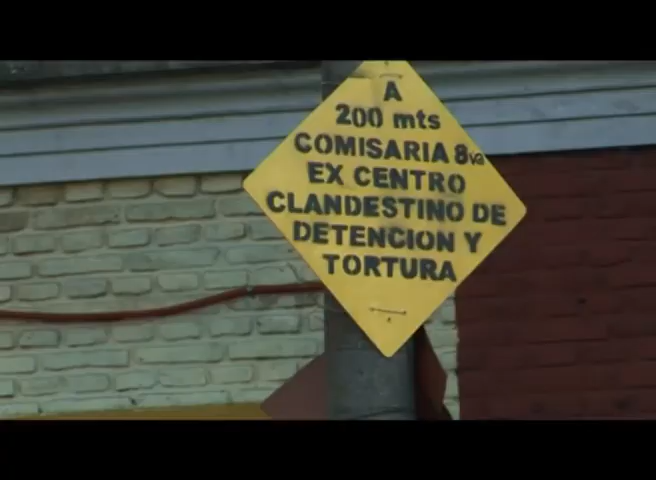 A
200 mts
COMISARIA 8va
EX CENTRO
CLANDESTINO DE
DETENCION Y
TORTURA